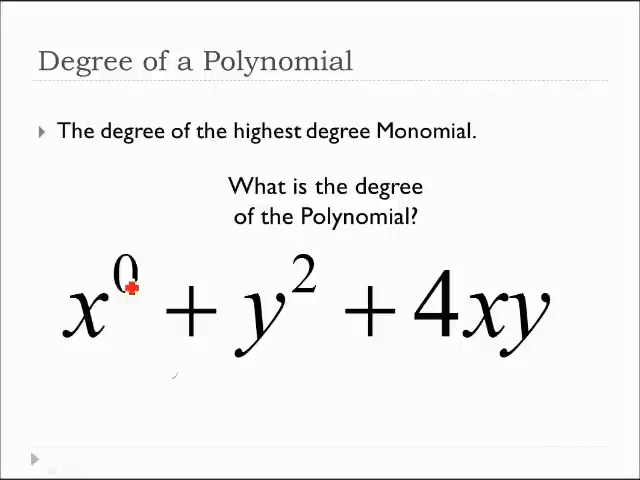 Degree of a Polynomial
The degree of the highest degree Monomial.
What is the degree
of the Polynomial?
x⁰ + y² + 4xy